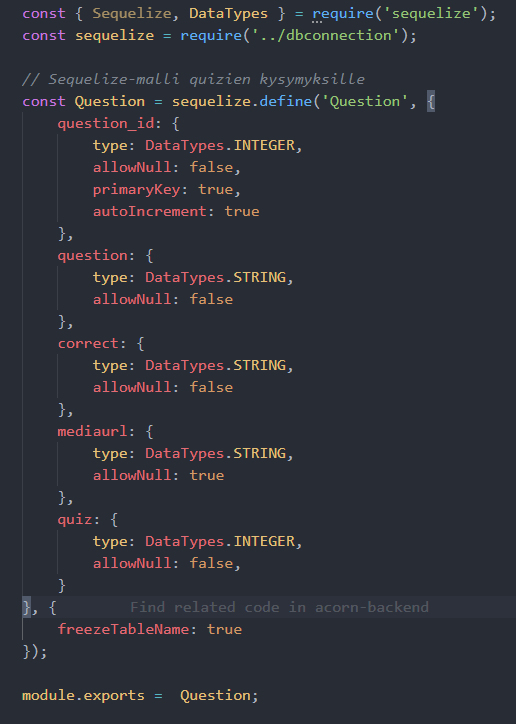 const { Sequelize, DataTypes } = require('sequelize');
const sequelize = require('../dbconnection');

// Sequelize-malli quizien kysymyksille
const Question = sequelize.define('Question', {
    question_id: {
        type: DataTypes.INTEGER,
        allowNull: false,
        primaryKey: true,
        autoIncrement: true
    },
    question: {
        type: DataTypes.STRING,
        allowNull: false
    },
    correct: {
        type: DataTypes.STRING,
        allowNull: false
    },
    mediaurl: {
        type: DataTypes.STRING,
        allowNull: true
    },
    quiz: {
        type: DataTypes.INTEGER,
        allowNull: false,
    }
}, {        Find related code in acorn-backend
    freezeTableName: true
});

module.exports =  Question;